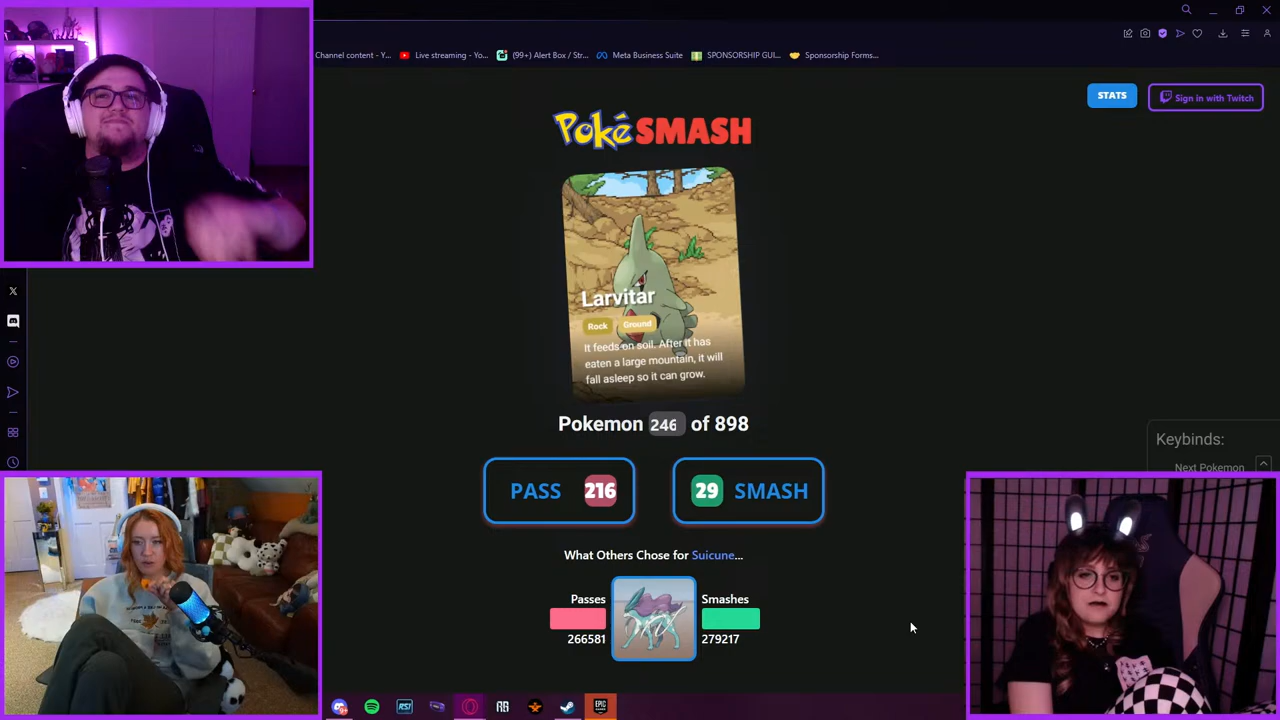 Channel content - Y...
Live streaming - Yo...
(99+) Alert Box / Str...
Meta Business Suite
SPONSORSHIP GUI...
Sponsorship Forms...
STATS
Sign in with Twitch
PokéSMASH
Larvitar
Rock
Ground
It feeds on soil. After it has
eaten a large mountain, it will
fall asleep so it can grow.
Pokemon 246 of 898
PASS 216
29 SMASH
Keybinds:
Next Pokemon
What Others Chose for Suicune...
Passes
Smashes
266581
279217
X
RSI
EPIC
GAMES